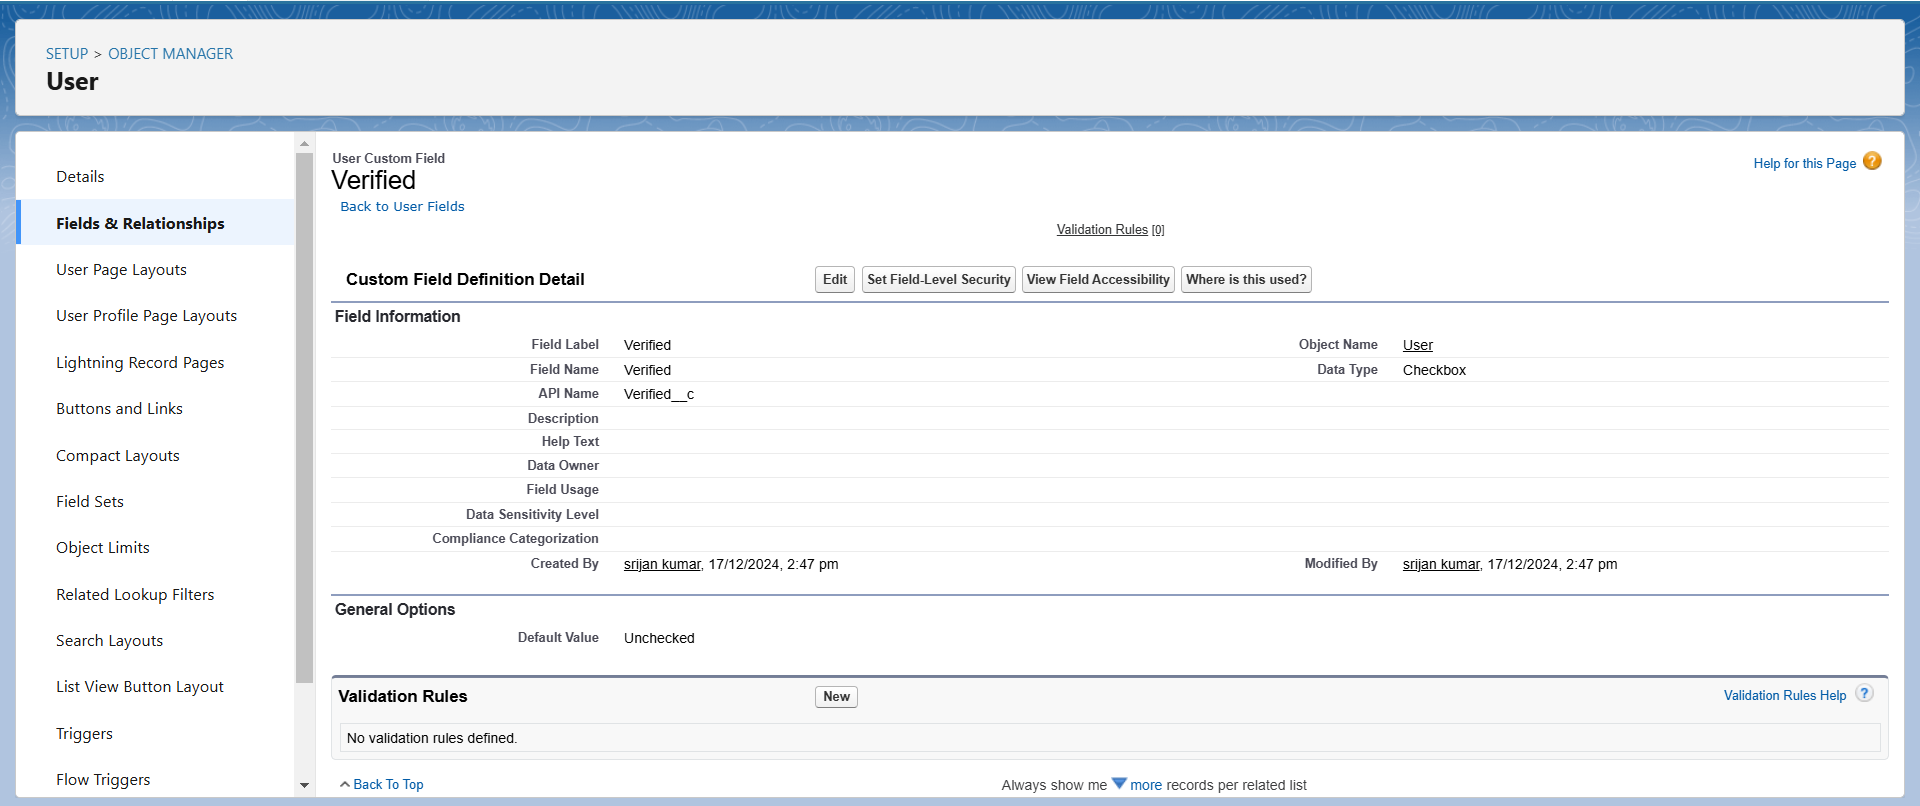 SETUP > OBJECT MANAGER
User
Details
Fields & Relationships
User Page Layouts
User Profile Page Layouts
Lightning Record Pages
Buttons and Links
Compact Layouts
Field Sets
Object Limits
Related Lookup Filters
Search Layouts
List View Button Layout
Triggers
Flow Triggers
User Custom Field
Verified
Help for this Page ?
Back to User Fields
Validation Rules [0]
Custom Field Definition Detail Edit Set Field-Level Security View Field Accessibility Where is this used?
Field Information
Field Label Verified Object Name User
Field Name Verified Data Type Checkbox
API Name Verified__c
Description
Help Text
Data Owner
Field Usage
Data Sensitivity Level
Compliance Categorization
Created By srijan kumar, 17/12/2024, 2:47 pm Modified By srijan kumar, 17/12/2024, 2:47 pm
General Options
Default Value Unchecked
Validation Rules New Validation Rules Help ?
No validation rules defined.
Back To Top Always show me more records per related list